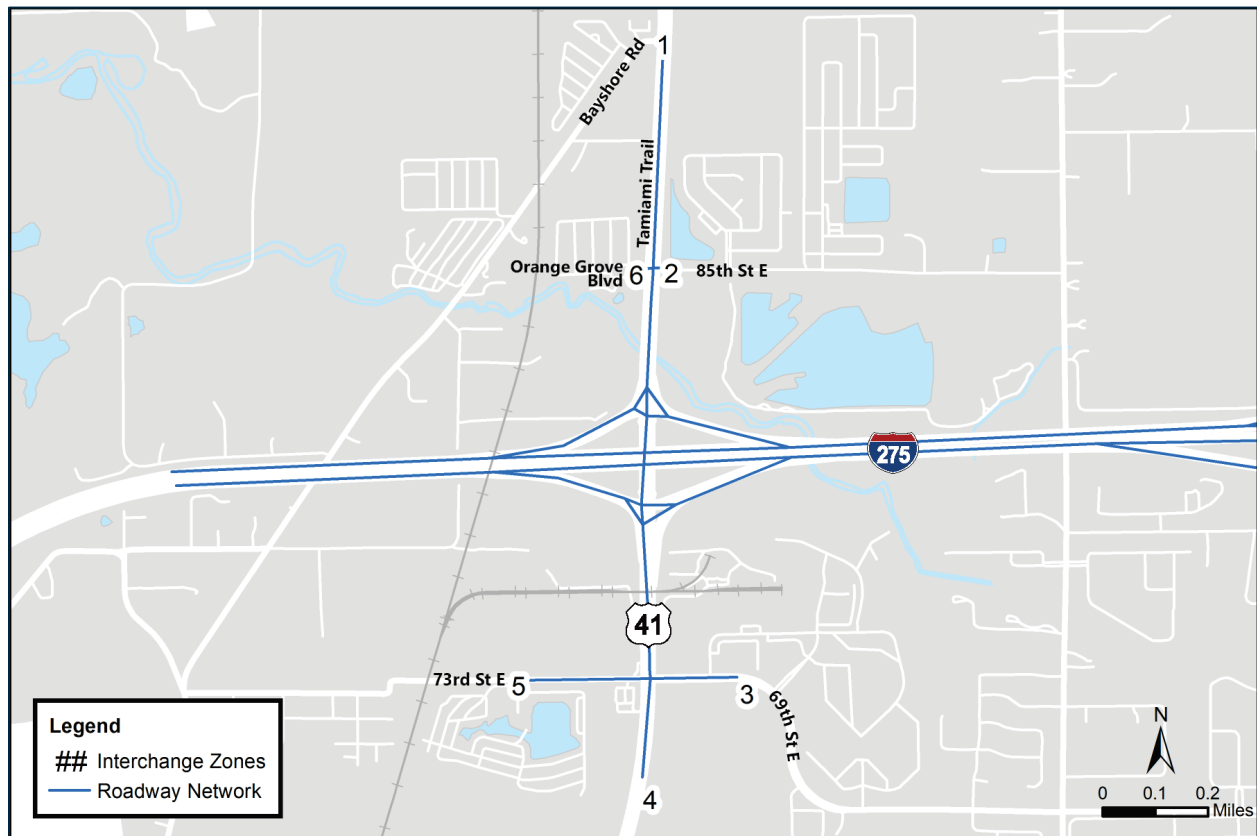 1
Bayshore Rd
Tamiami Trail
Orange Grove
Blvd
6
2
85th St E
275
41
73rd St E
5
3
69th St E
4
Legend
## Interchange Zones
Roadway Network
N
0 0.1 0.2
Miles